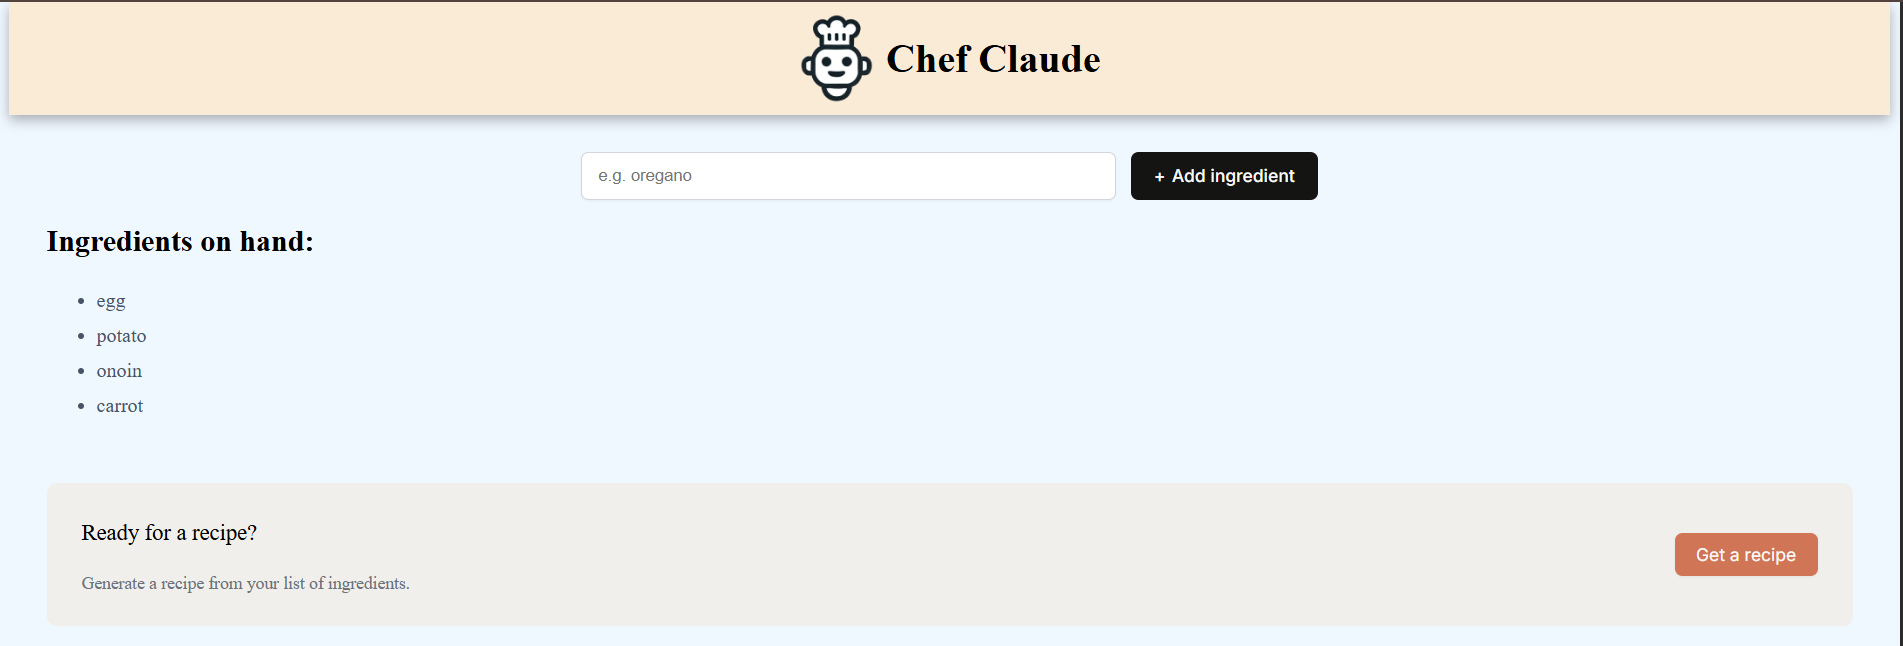 Chef Claude
e.g. oregano
+ Add ingredient
Ingredients on hand:
egg
potato
onoin
carrot
Ready for a recipe?
Generate a recipe from your list of ingredients.
Get a recipe